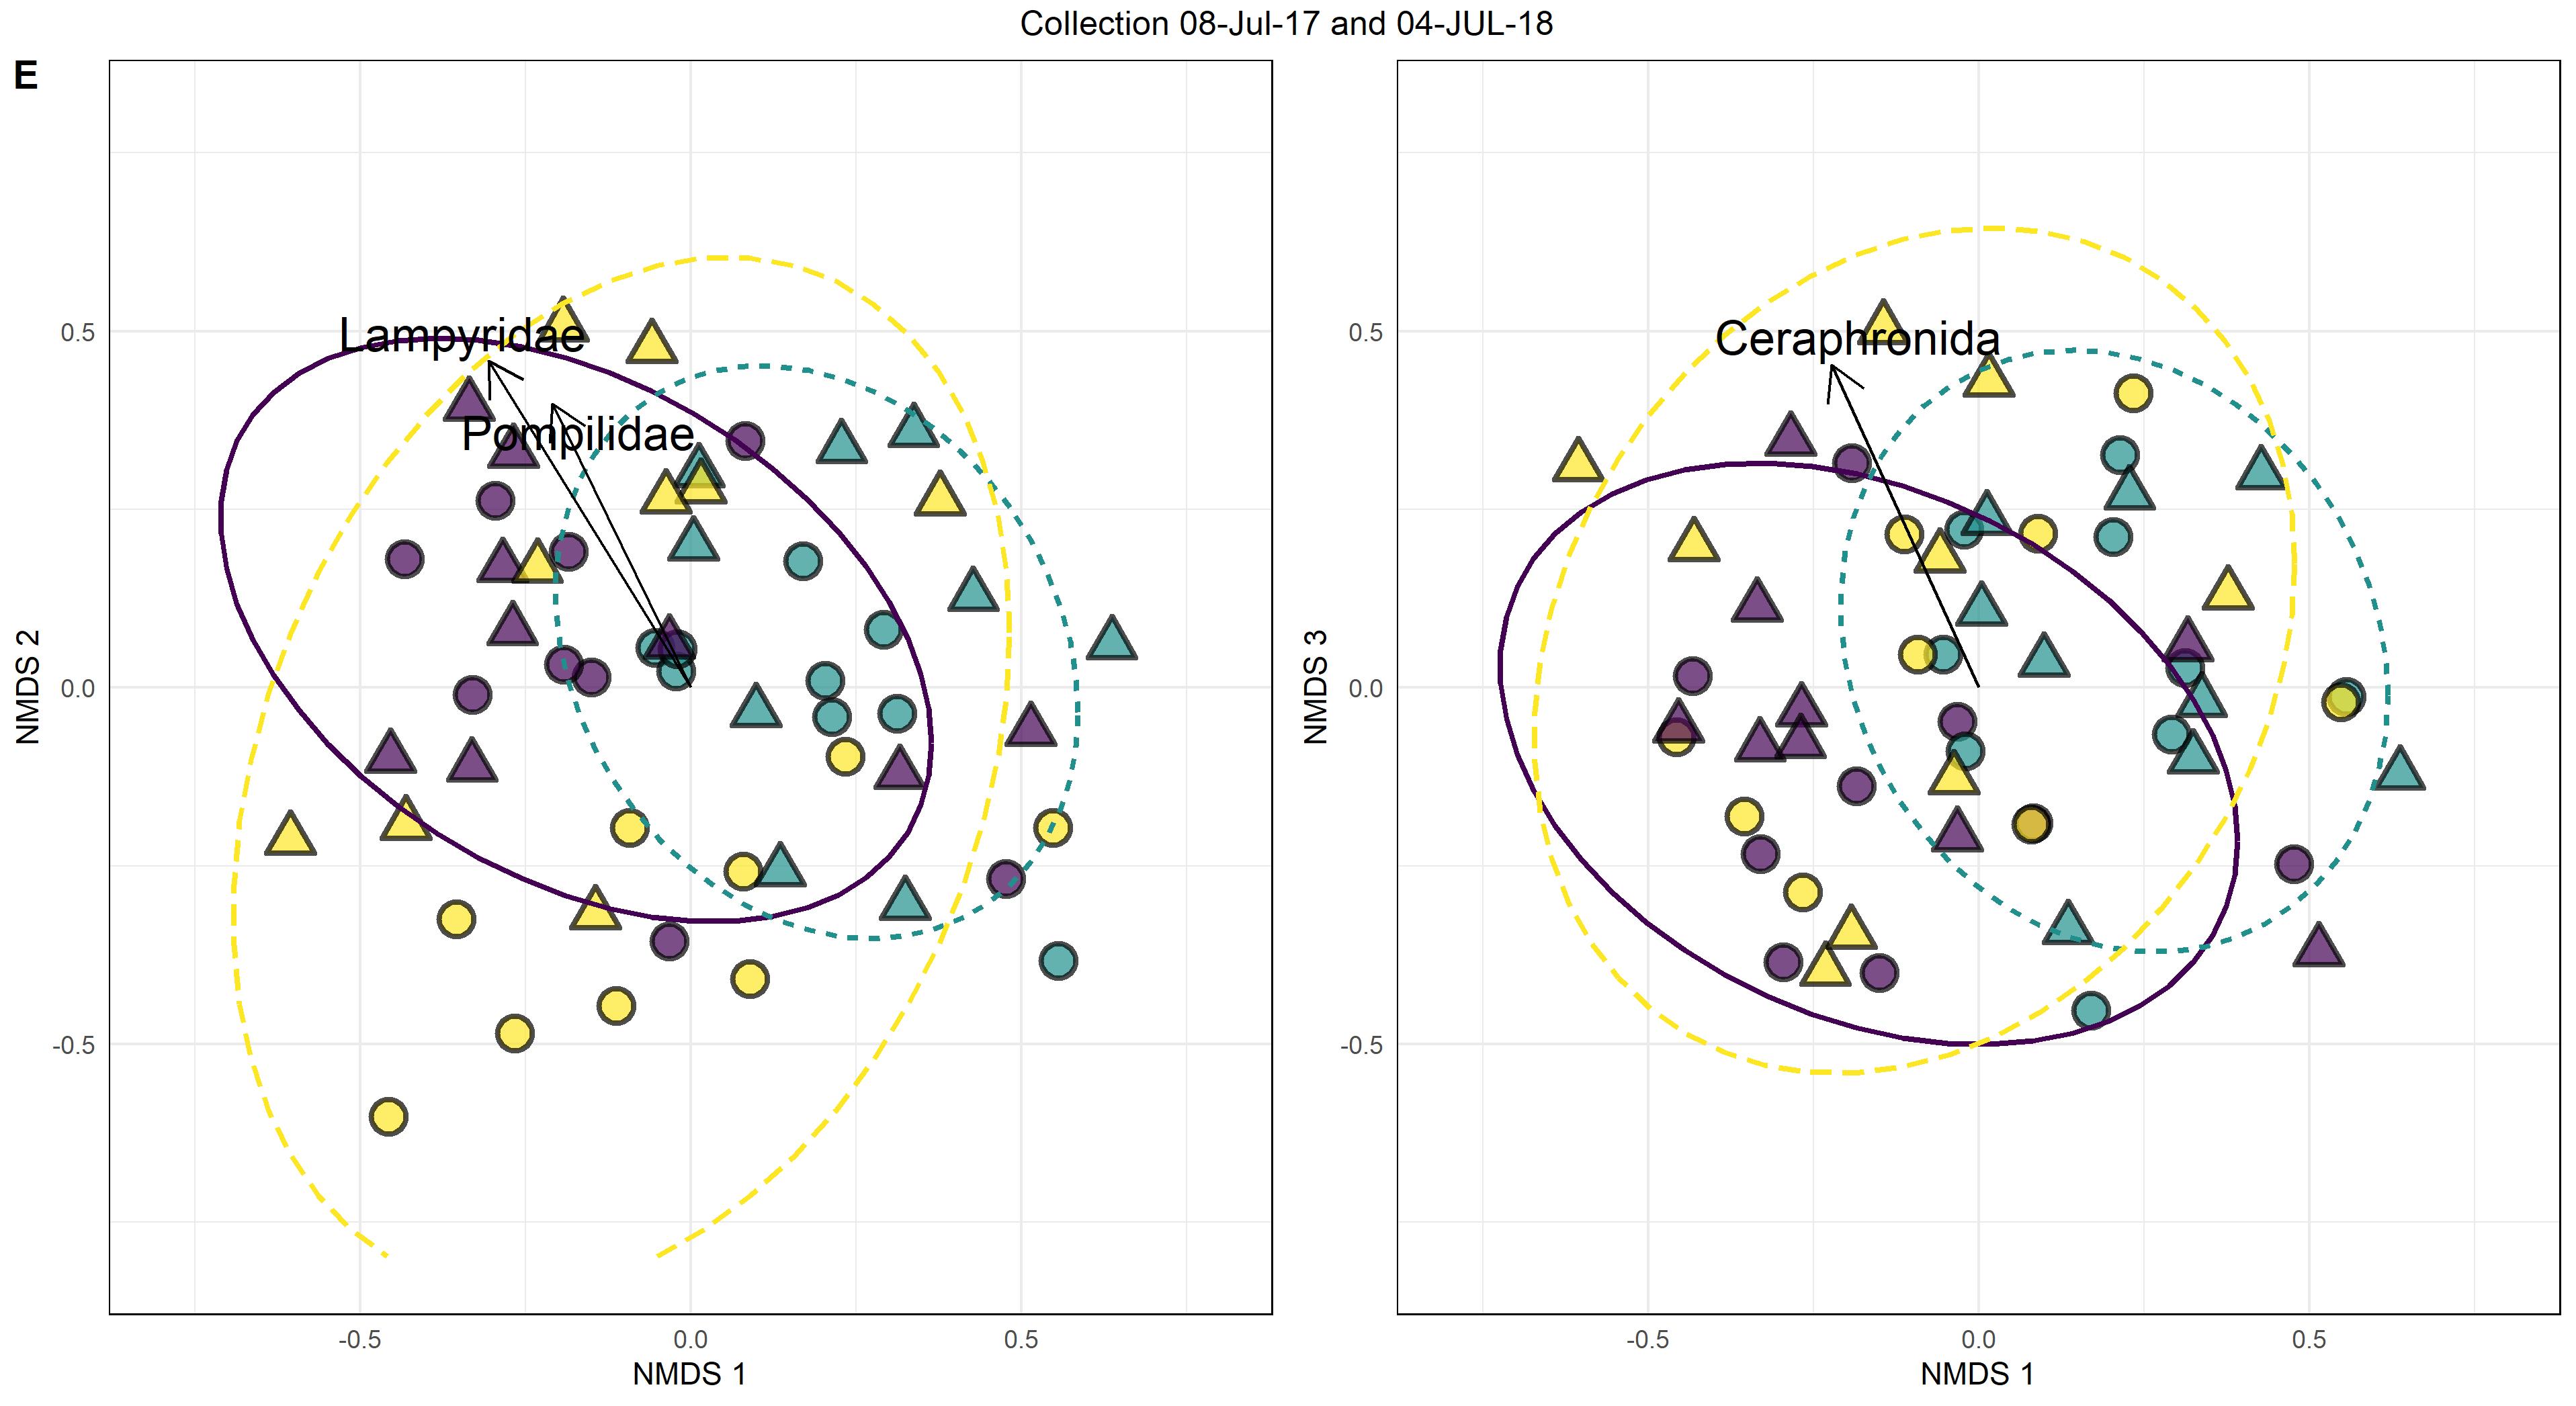 Collection 08-Jul-17 and 04-JUL-18
E
Lampyridae
Pompilidae
0.5
0.0
-0.5
NMDS 2
-0.5 0.0 0.5
NMDS 1
Ceraphronida
0.5
0.0
-0.5
NMDS 3
-0.5 0.0 0.5
NMDS 1